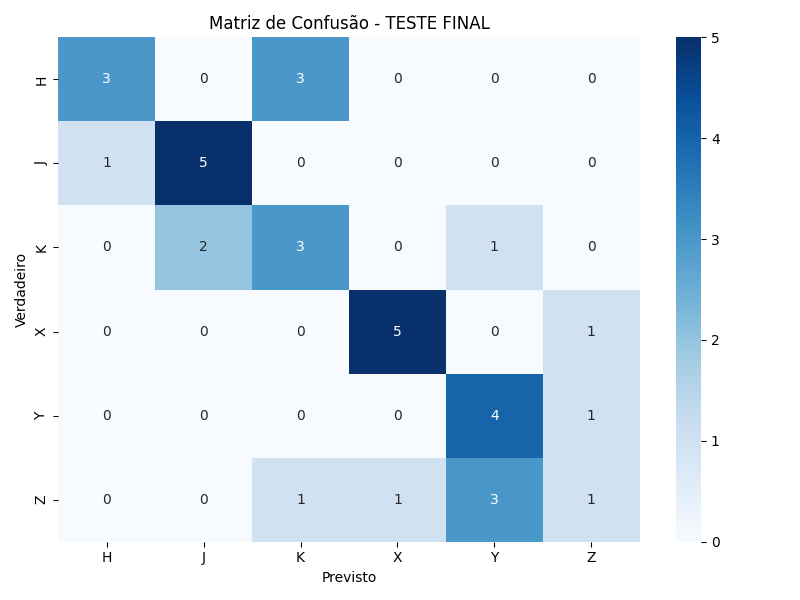 Matriz de Confusão - TESTE FINAL
Verdadeiro
H 3 0 3 0 0 0
J 1 5 0 0 0 0
K 0 2 3 0 1 0
X 0 0 0 5 0 1
Y 0 0 0 0 4 1
Z 0 0 1 1 3 1
H J K X Y Z
Previsto
5
4
3
2
1
0